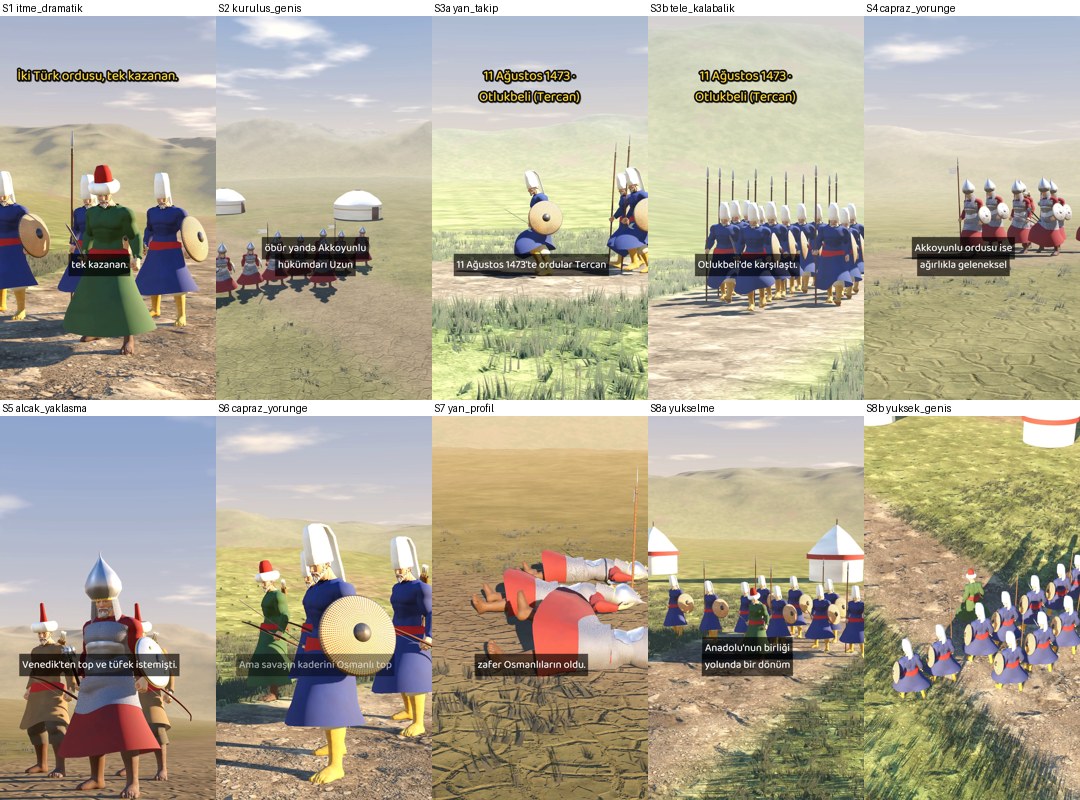 S1 itme_dramatik
İki Türk ordusu, tek kazanan.
tek kazanan.
S2 kurulus_genis
öbür yanda Akkoyunlu
hükümdarı Uzun
S3a yan_takip
11 Ağustos 1473 ·
Otlukbeli (Tercan)
11 Ağustos 1473'te ordular Tercan
S3b tele_kalabalik
11 Ağustos 1473 ·
Otlukbeli (Tercan)
Otlukbeli'de karşılaştı.
S4 capraz_yorunge
Akkoyunlu ordusu ise
ağırlıkla geleneksel
S5 alcak_yaklasma
Venedik'ten top ve tüfek istemişti.
S6 capraz_yorunge
Ama savaşın kaderini Osmanlı top
S7 yan_profil
zafer Osmanlıların oldu.
S8a yukselme
Anadolu'nun birliği
yolunda bir dönüm
S8b yuksek_genis